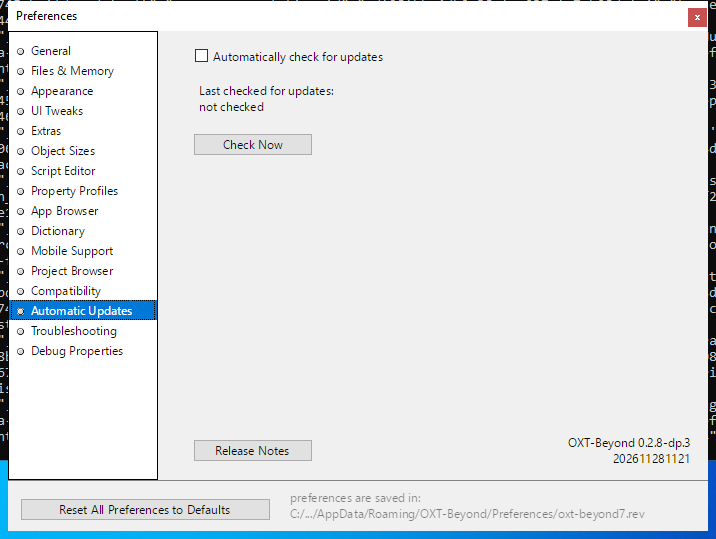 Preferences
x
General
Files & Memory
Appearance
UI Tweaks
Extras
Object Sizes
Script Editor
Property Profiles
App Browser
Dictionary
Mobile Support
Project Browser
Compatibility
Automatic Updates
Troubleshooting
Debug Properties
Automatically check for updates
Last checked for updates:
not checked
Check Now
Release Notes
OXT-Beyond 0.2.8-dp.3
202611281121
Reset All Preferences to Defaults
preferences are saved in:
C:/.../AppData/Roaming/OXT-Beyond/Preferences/oxt-beyond7.rev